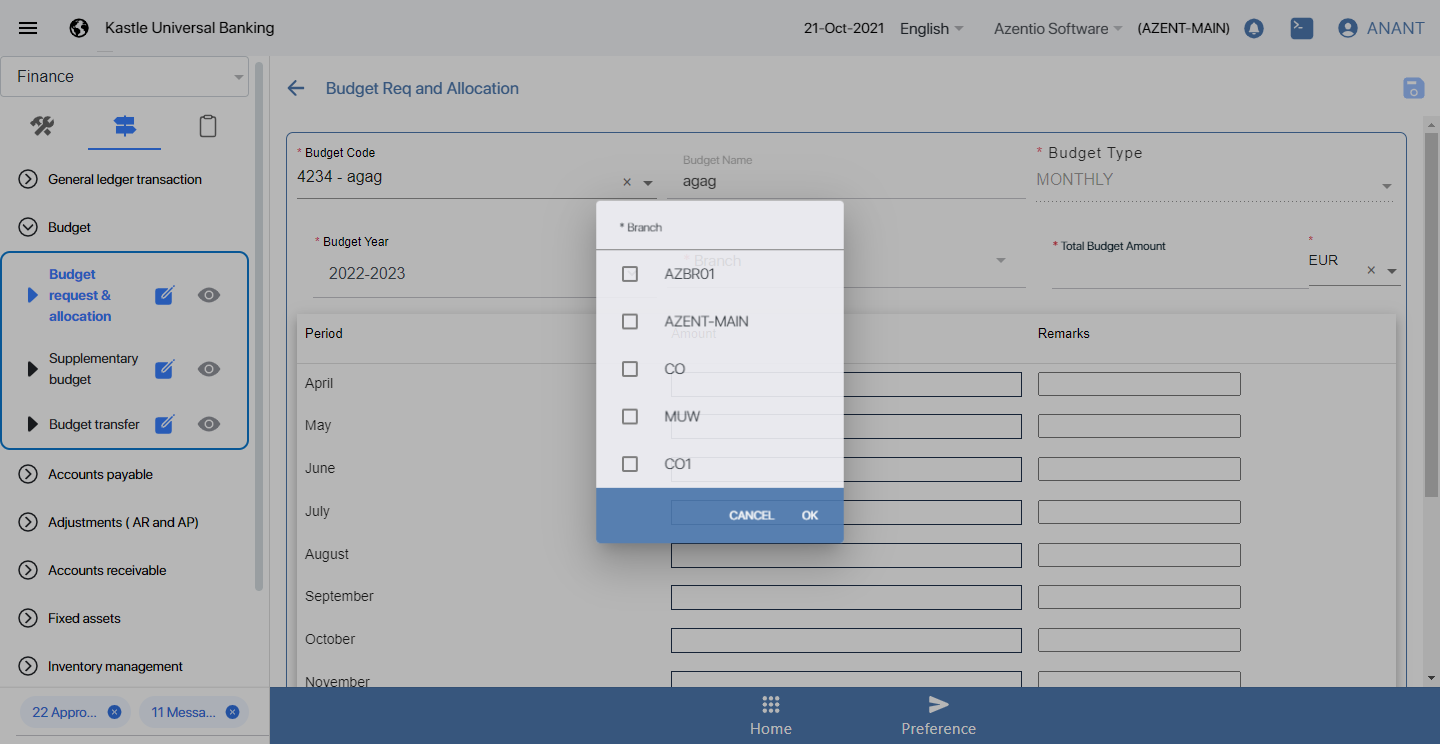 Kastle Universal Banking
21-Oct-2021
English
Azentio Software
(AZENT-MAIN)
ANANT
Finance
Budget Req and Allocation
* Budget Code
4234 - agag
Budget Name
agag
* Budget Type
MONTHLY
General ledger transaction
Budget
* Budget Year
2022-2023
* Branch
* Total Budget Amount
*
EUR
Budget
request &
allocation
Supplementary
budget
Budget transfer
Accounts payable
Adjustments ( AR and AP)
Accounts receivable
Fixed assets
Inventory management
22 Appro...
11 Messa...
* Branch
AZBR01
AZENT-MAIN
CO
MUW
CO1
CANCEL
OK
Period
Amount
Remarks
April
May
June
July
August
September
October
November
Home
Preference